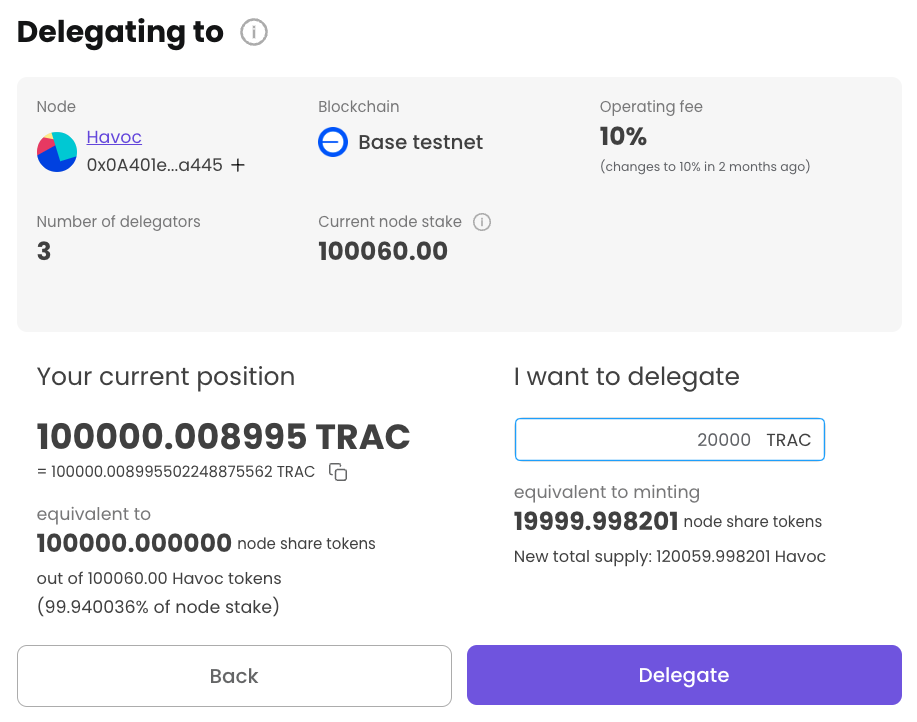 Delegating to
Node
Blockchain
Operating fee
Havoc
0x0A401e...a445 +
Base testnet
10%
(changes to 10% in 2 months ago)
Number of delegators
Current node stake
3
100060.00
Your current position
I want to delegate
100000.008995 TRAC
20000 TRAC
= 100000.008995502248875562 TRAC
equivalent to
equivalent to minting
100000.000000 node share tokens
19999.998201 node share tokens
out of 100060.00 Havoc tokens
New total supply: 120059.998201 Havoc
(99.940036% of node stake)
Back
Delegate